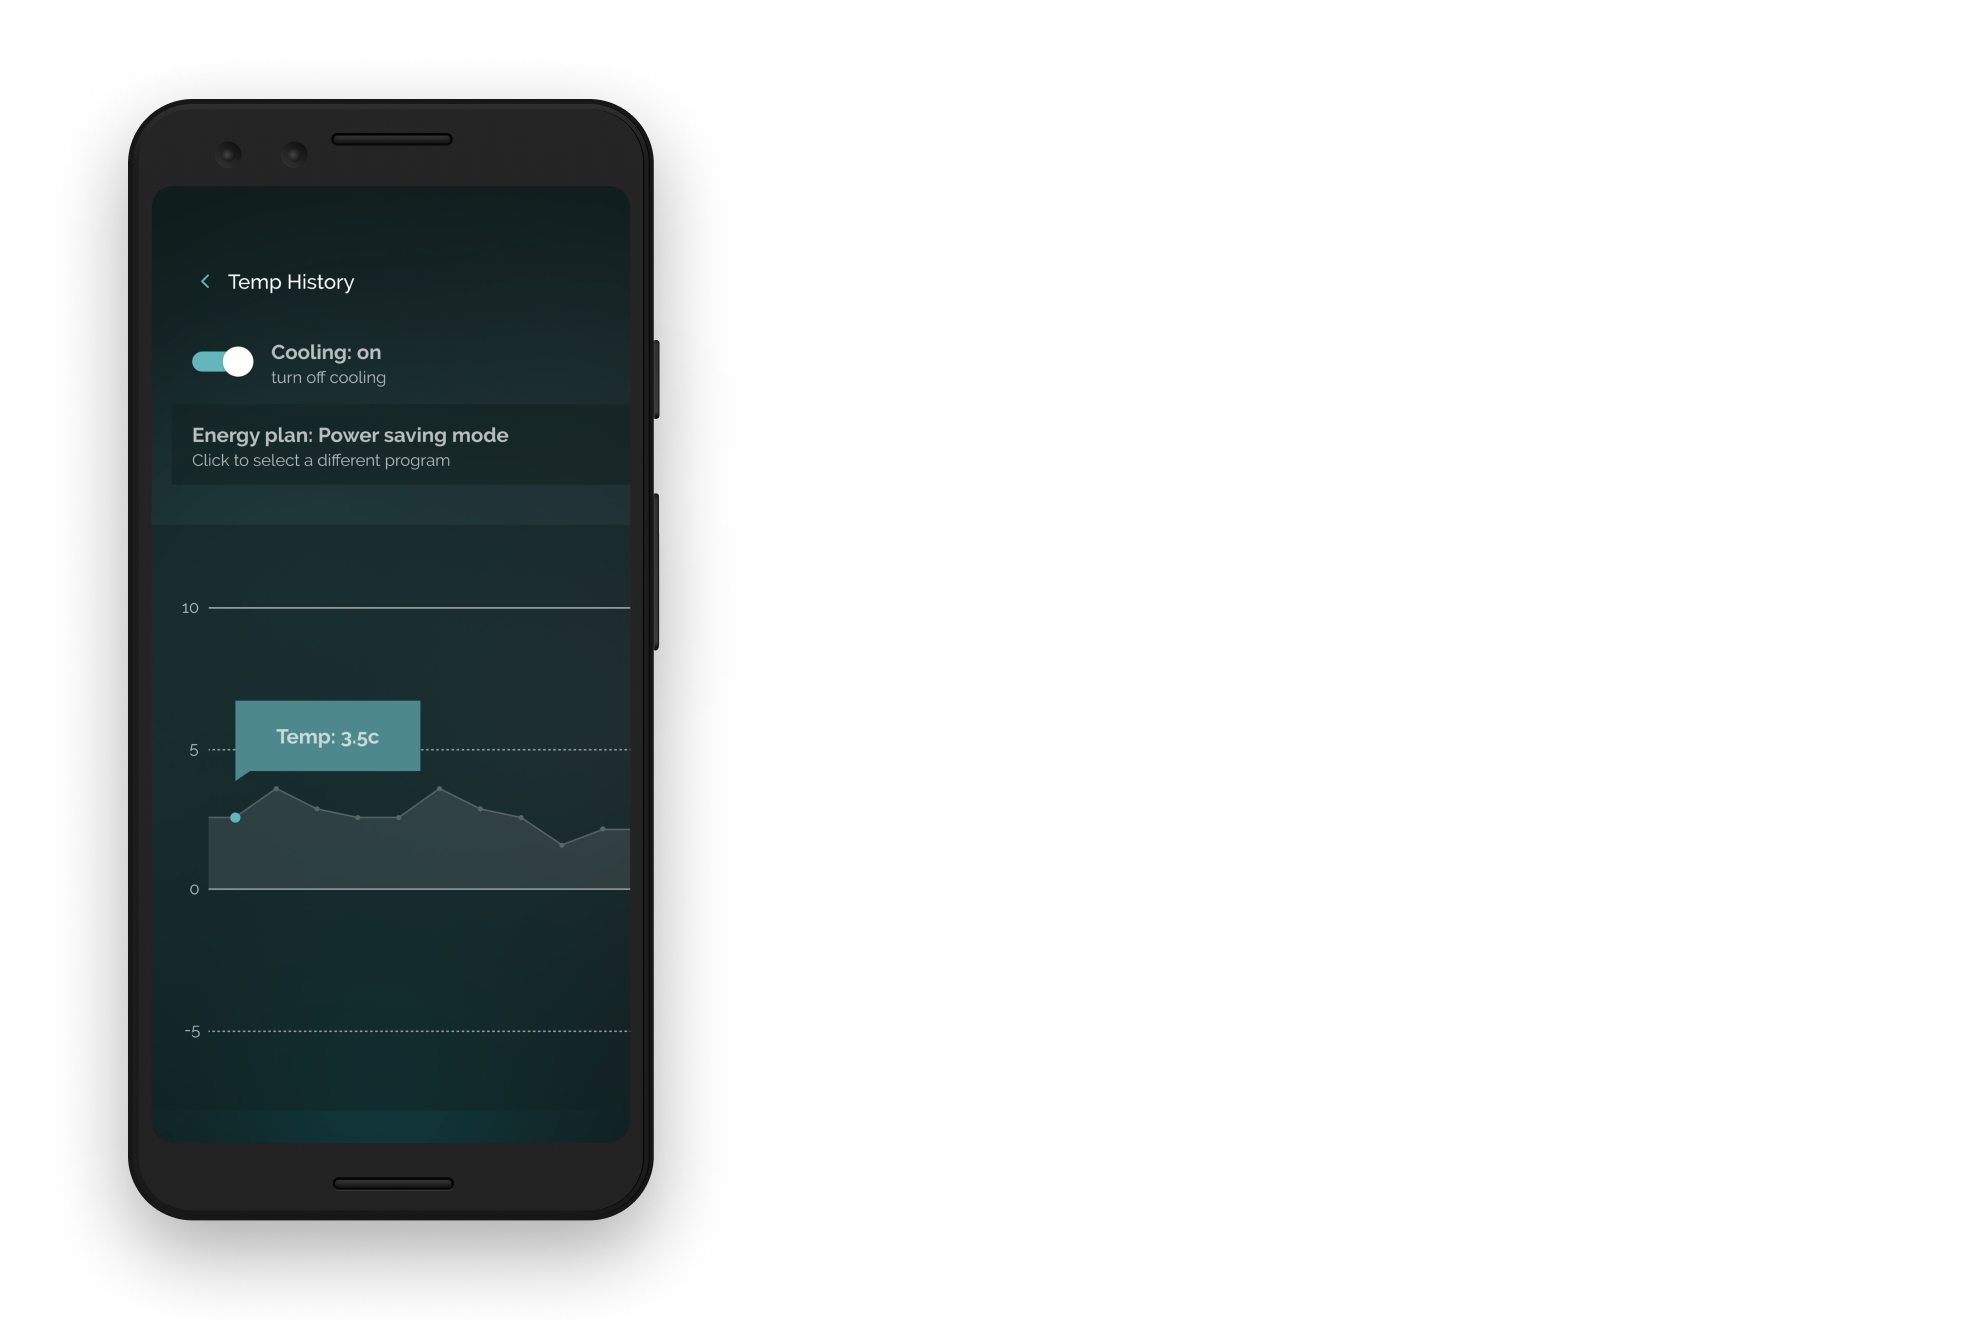 Temp History
Cooling: on
turn off cooling
Energy plan: Power saving mode
Click to select a different program
10
5
Temp: 3.5c
0
-5